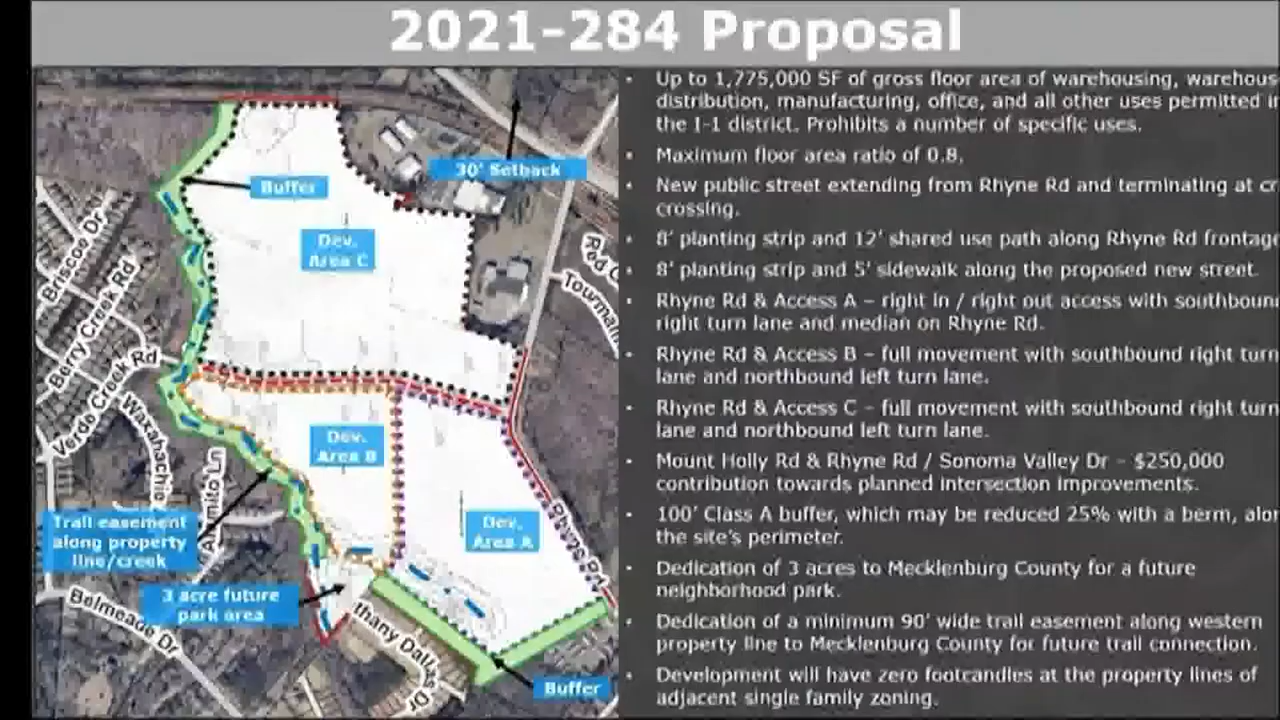 2021-284 Proposal
Up to 1,775,000 SF of gross floor area of warehousing, warehous
distribution, manufacturing, office, and all other uses permitted i
the I-1 district. Prohibits a number of specific uses.
Maximum floor area ratio of 0.8.
New public street extending from Rhyne Rd and terminating at cr
crossing.
8' planting strip and 12' shared use path along Rhyne Rd frontag
8' planting strip and 5' sidewalk along the proposed new street.
Rhyne Rd & Access A – right in / right out access with southboun
right turn lane and median on Rhyne Rd.
Rhyne Rd & Access B – full movement with southbound right turn
lane and northbound left turn lane.
Rhyne Rd & Access C – full movement with southbound right turn
lane and northbound left turn lane.
Mount Holly Rd & Rhyne Rd / Sonoma Valley Dr – $250,000
contribution towards planned intersection improvements.
100' Class A buffer, which may be reduced 25% with a berm, alon
the site's perimeter.
Dedication of 3 acres to Mecklenburg County for a future
neighborhood park.
Dedication of a minimum 90' wide trail easement along western
property line to Mecklenburg County for future trail connection.
Development will have zero footcandles at the property lines of
adjacent single family zoning.
30' Setback
Buffer
Dev.
Area C
Briscoe Dr
Berry Creek Rd
Verde Creek Rd
Waxahachie
Alamito Ln
Dev.
Area B
Dev.
Area A
Rhyne Rd
Trail easement
along property
line/creek
3 acre future
park area
Belmeade Dr
thany Dallas
Dr
Buffer